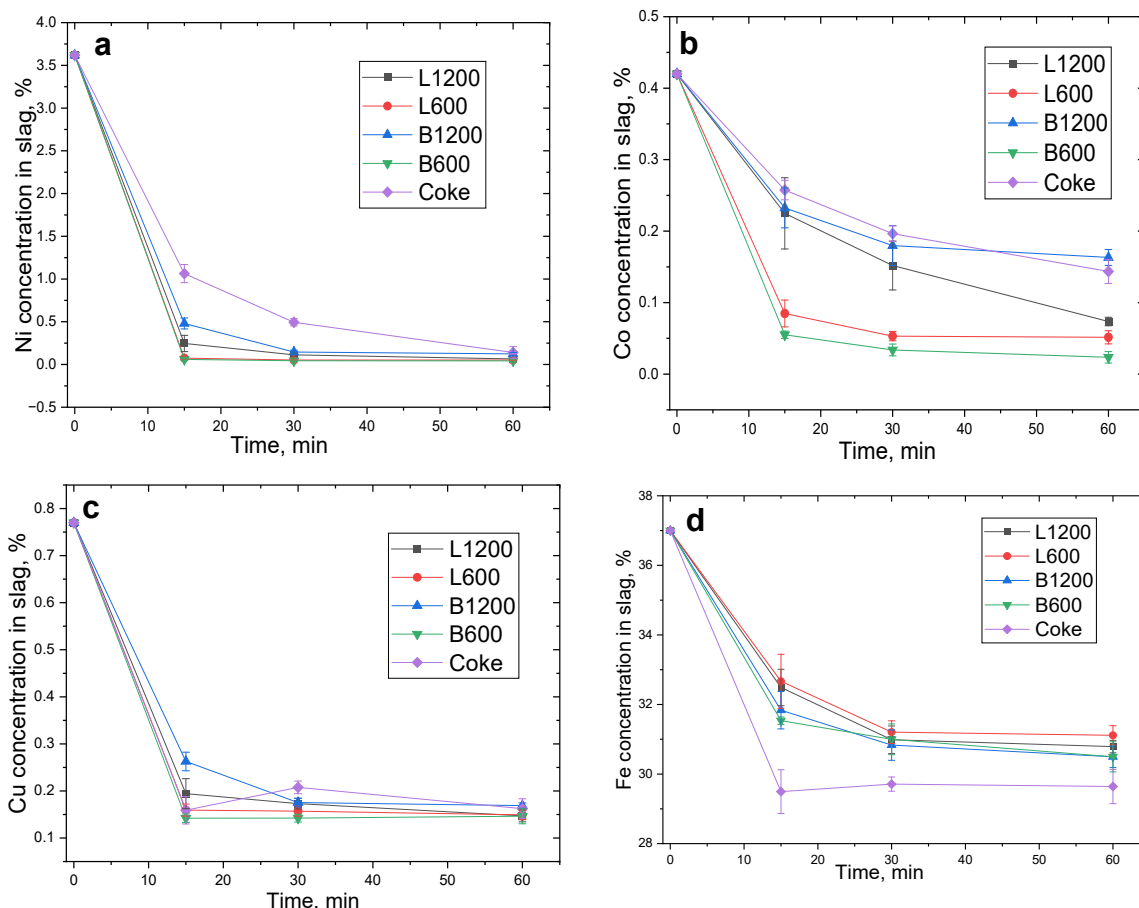 a
Ni concentration in slag, %
4.0
3.5
3.0
2.5
2.0
1.5
1.0
0.5
0.0
−0.5
L1200
L600
B1200
B600
Coke
0 10 20 30 40 50 60
Time, min
b
Co concentration in slag, %
0.5
0.4
0.3
0.2
0.1
0.0
L1200
L600
B1200
B600
Coke
0 10 20 30 40 50 60
Time, min
c
Cu concentration in slag, %
0.8
0.7
0.6
0.5
0.4
0.3
0.2
0.1
L1200
L600
B1200
B600
Coke
0 10 20 30 40 50 60
Time, min
d
Fe concentration in slag, %
38
36
34
32
30
28
L1200
L600
B1200
B600
Coke
0 10 20 30 40 50 60
Time, min